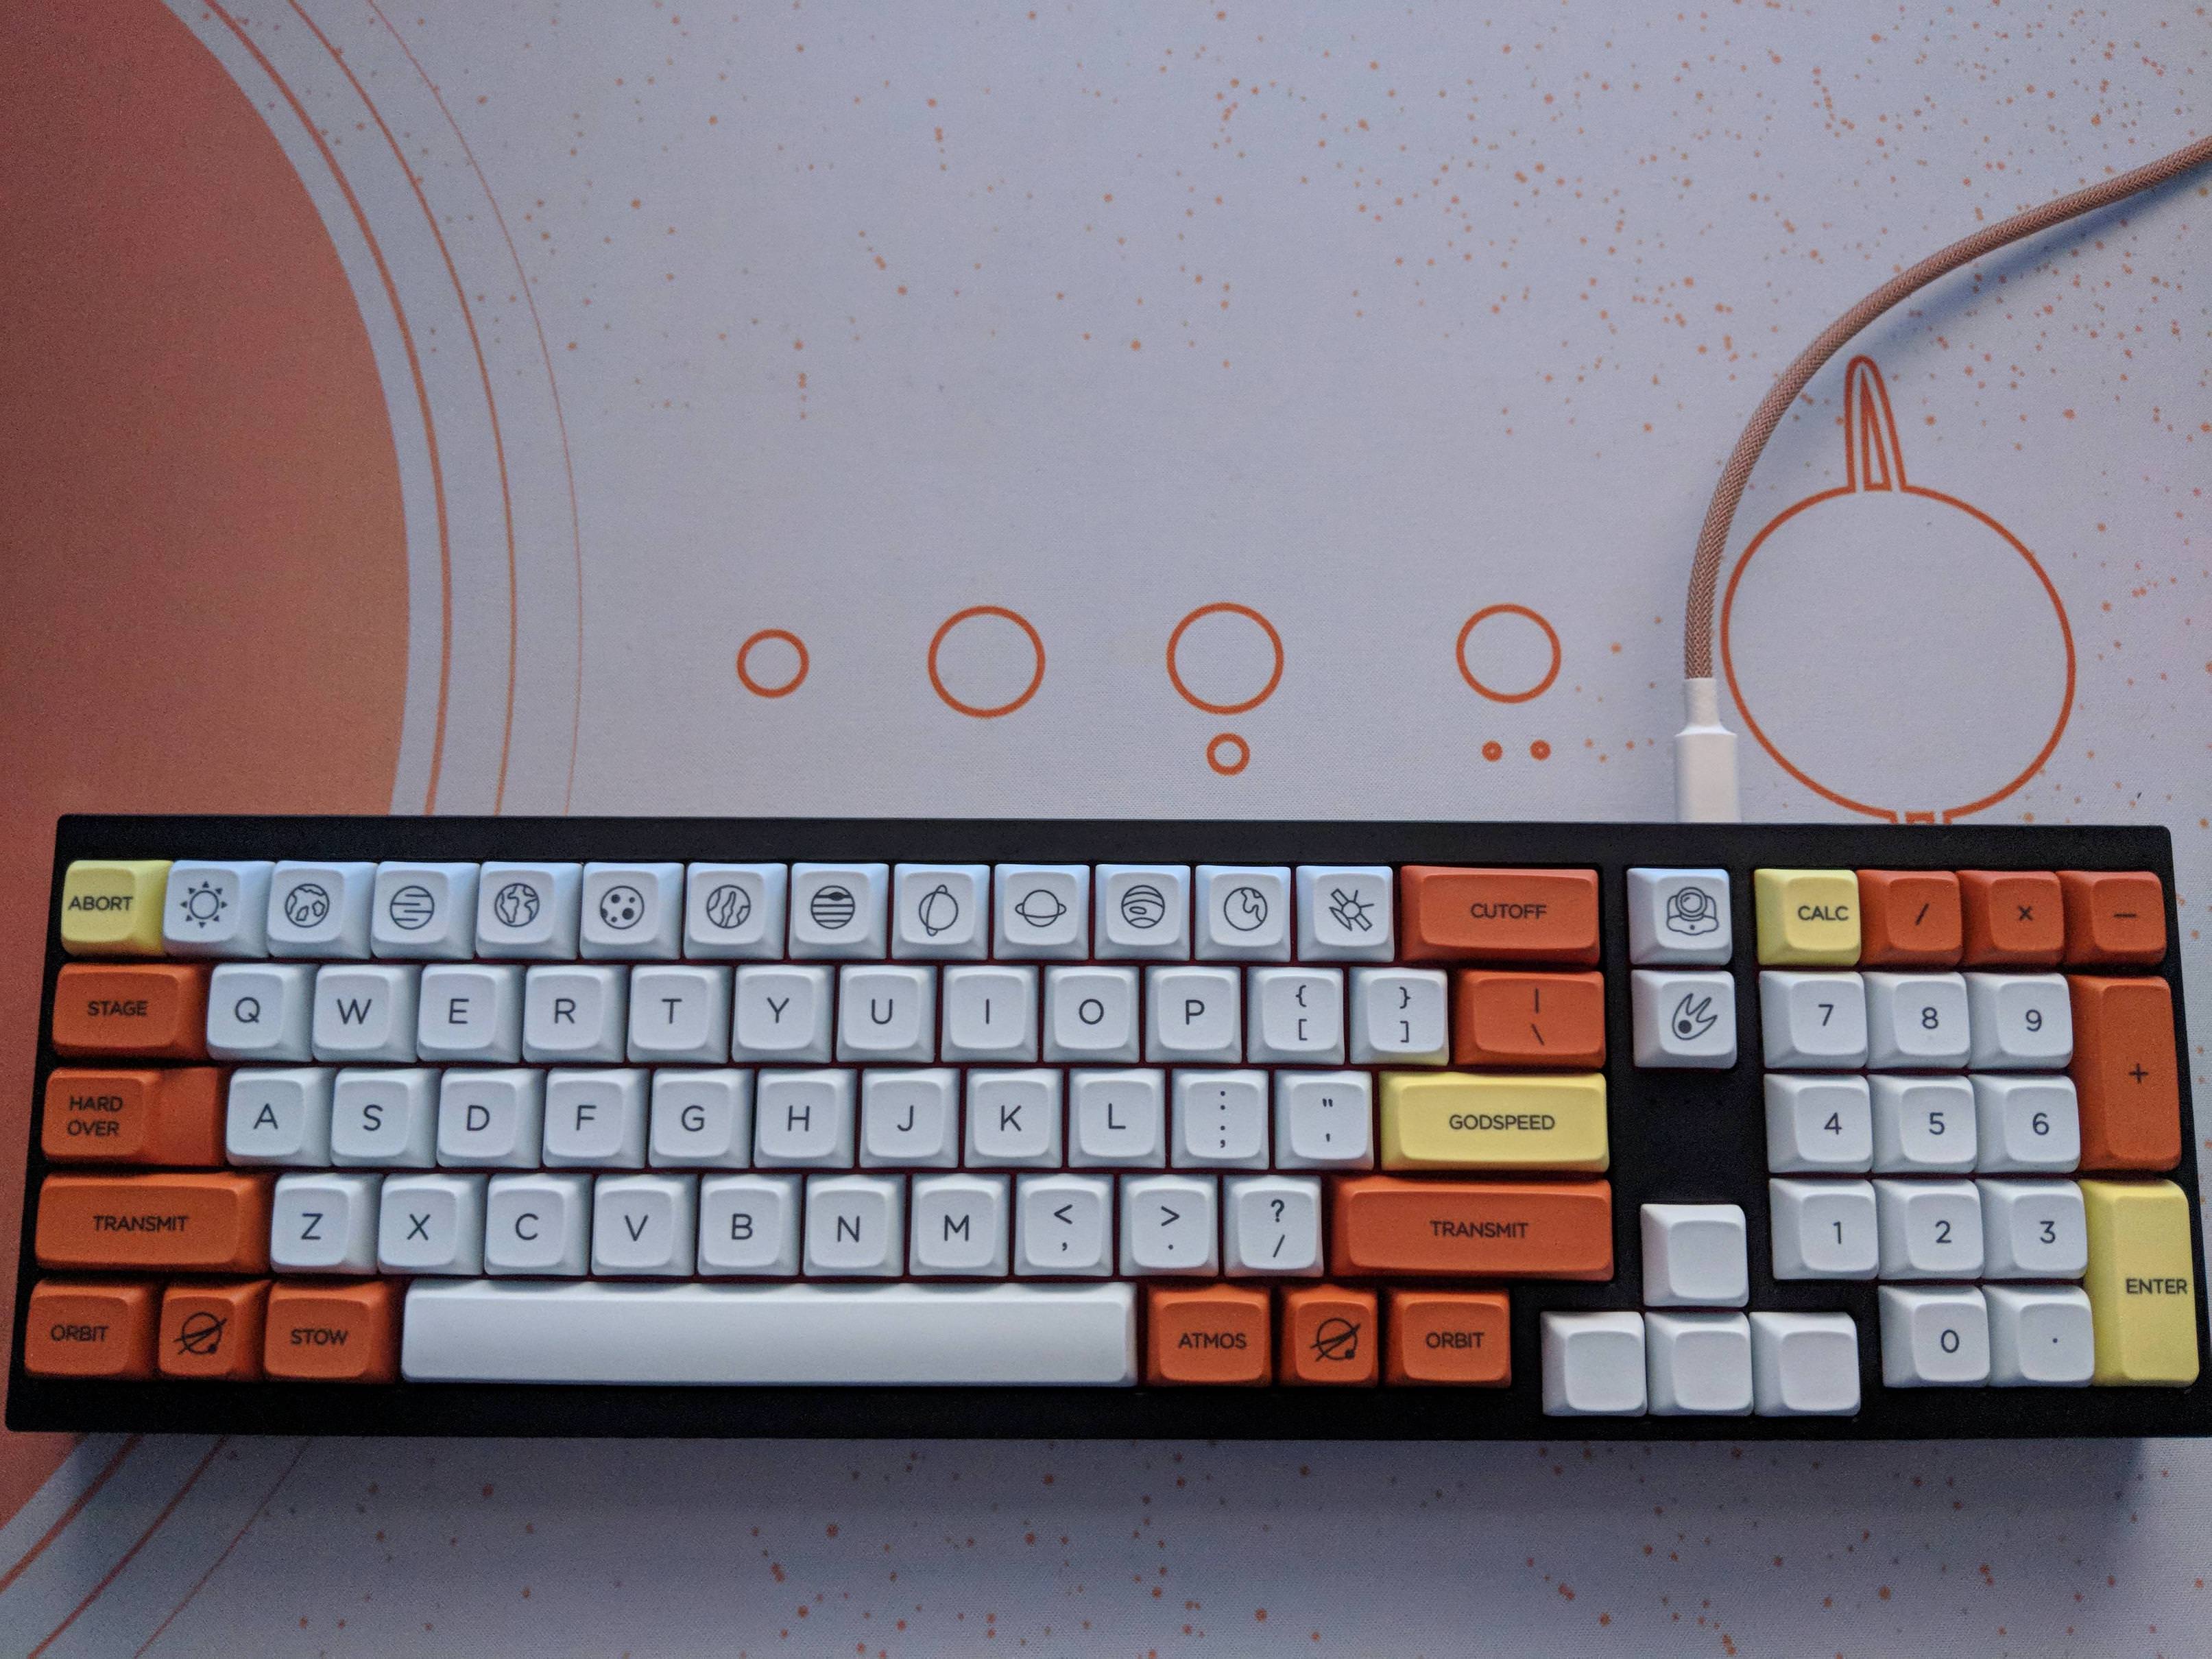 ABORT CUTOFF CALC / × —
STAGE Q W E R T Y U I O P { [ } ] | \ 7 8 9 +
HARD OVER A S D F G H J K L : ; " ' GODSPEED 4 5 6
TRANSMIT Z X C V B N M < , > . ? / TRANSMIT 1 2 3 ENTER
ORBIT STOW ATMOS ORBIT 0 .